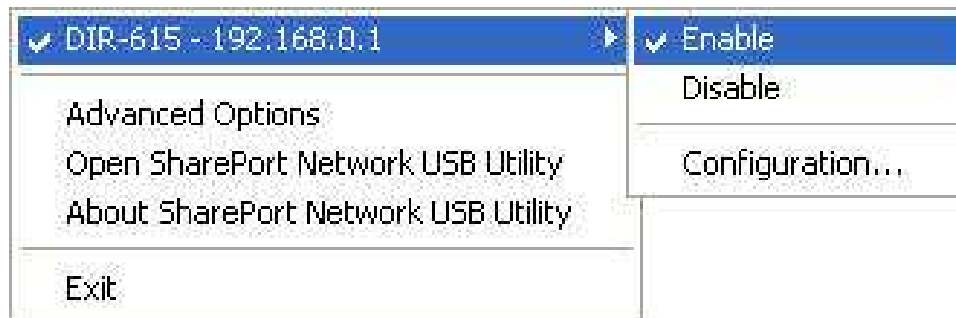 DIR-615 - 192.168.0.1
Advanced Options
Open SharePort Network USB Utility
About SharePort Network USB Utility
Exit
Enable
Disable
Configuration...